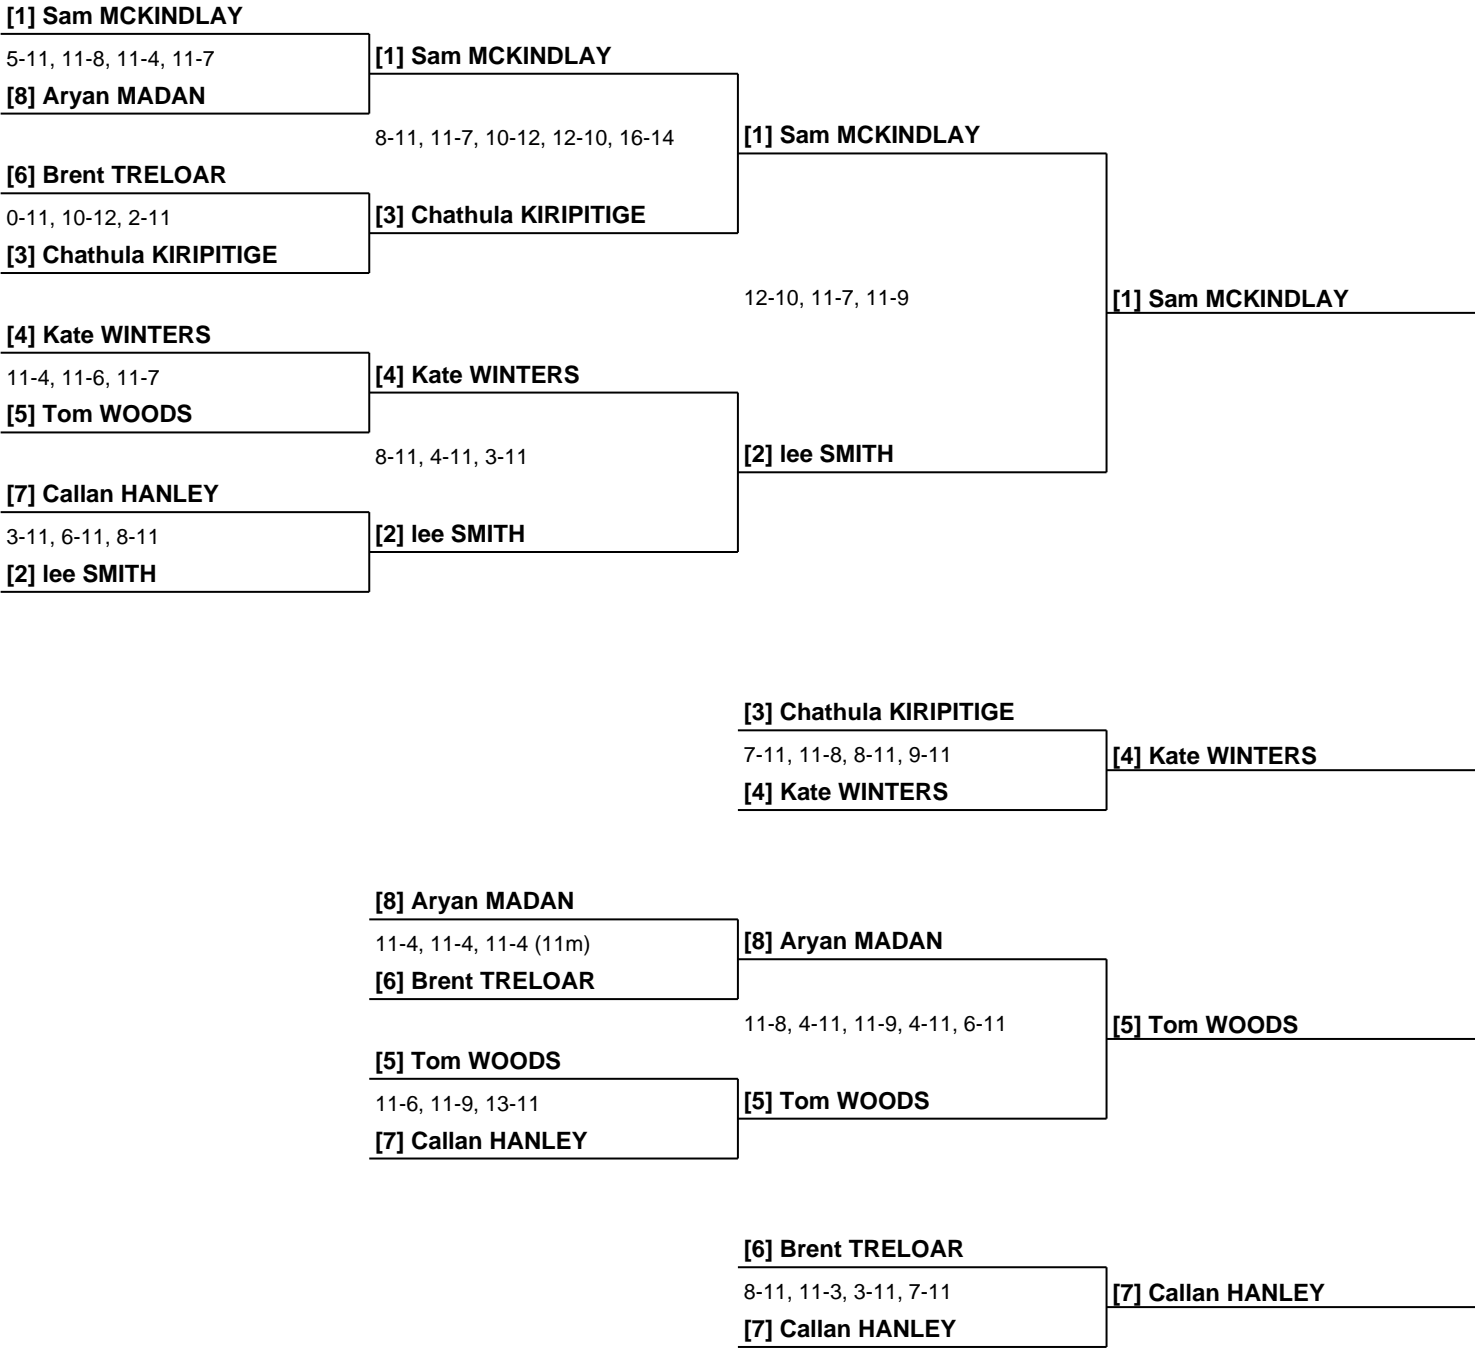 [1] Sam MCKINDLAY
5-11, 11-8, 11-4, 11-7
[8] Aryan MADAN
[1] Sam MCKINDLAY
8-11, 11-7, 10-12, 12-10, 16-14
[6] Brent TRELOAR
0-11, 10-12, 2-11
[3] Chathula KIRIPITIGE
[3] Chathula KIRIPITIGE
[1] Sam MCKINDLAY
12-10, 11-7, 11-9
[1] Sam MCKINDLAY
[4] Kate WINTERS
11-4, 11-6, 11-7
[5] Tom WOODS
[4] Kate WINTERS
8-11, 4-11, 3-11
[7] Callan HANLEY
3-11, 6-11, 8-11
[2] lee SMITH
[2] lee SMITH
[2] lee SMITH
[3] Chathula KIRIPITIGE
7-11, 11-8, 8-11, 9-11
[4] Kate WINTERS
[4] Kate WINTERS
[8] Aryan MADAN
11-4, 11-4, 11-4 (11m)
[6] Brent TRELOAR
[8] Aryan MADAN
11-8, 4-11, 11-9, 4-11, 6-11
[5] Tom WOODS
[5] Tom WOODS
11-6, 11-9, 13-11
[7] Callan HANLEY
[5] Tom WOODS
[6] Brent TRELOAR
8-11, 11-3, 3-11, 7-11
[7] Callan HANLEY
[7] Callan HANLEY